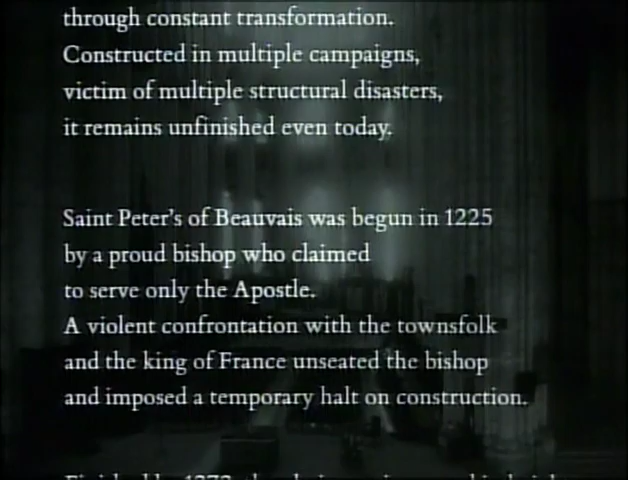 through constant transformation.
Constructed in multiple campaigns,
victim of multiple structural disasters,
it remains unfinished even today.
Saint Peter's of Beauvais was begun in 1225
by a proud bishop who claimed
to serve only the Apostle.
A violent confrontation with the townsfolk
and the king of France unseated the bishop
and imposed a temporary halt on construction.